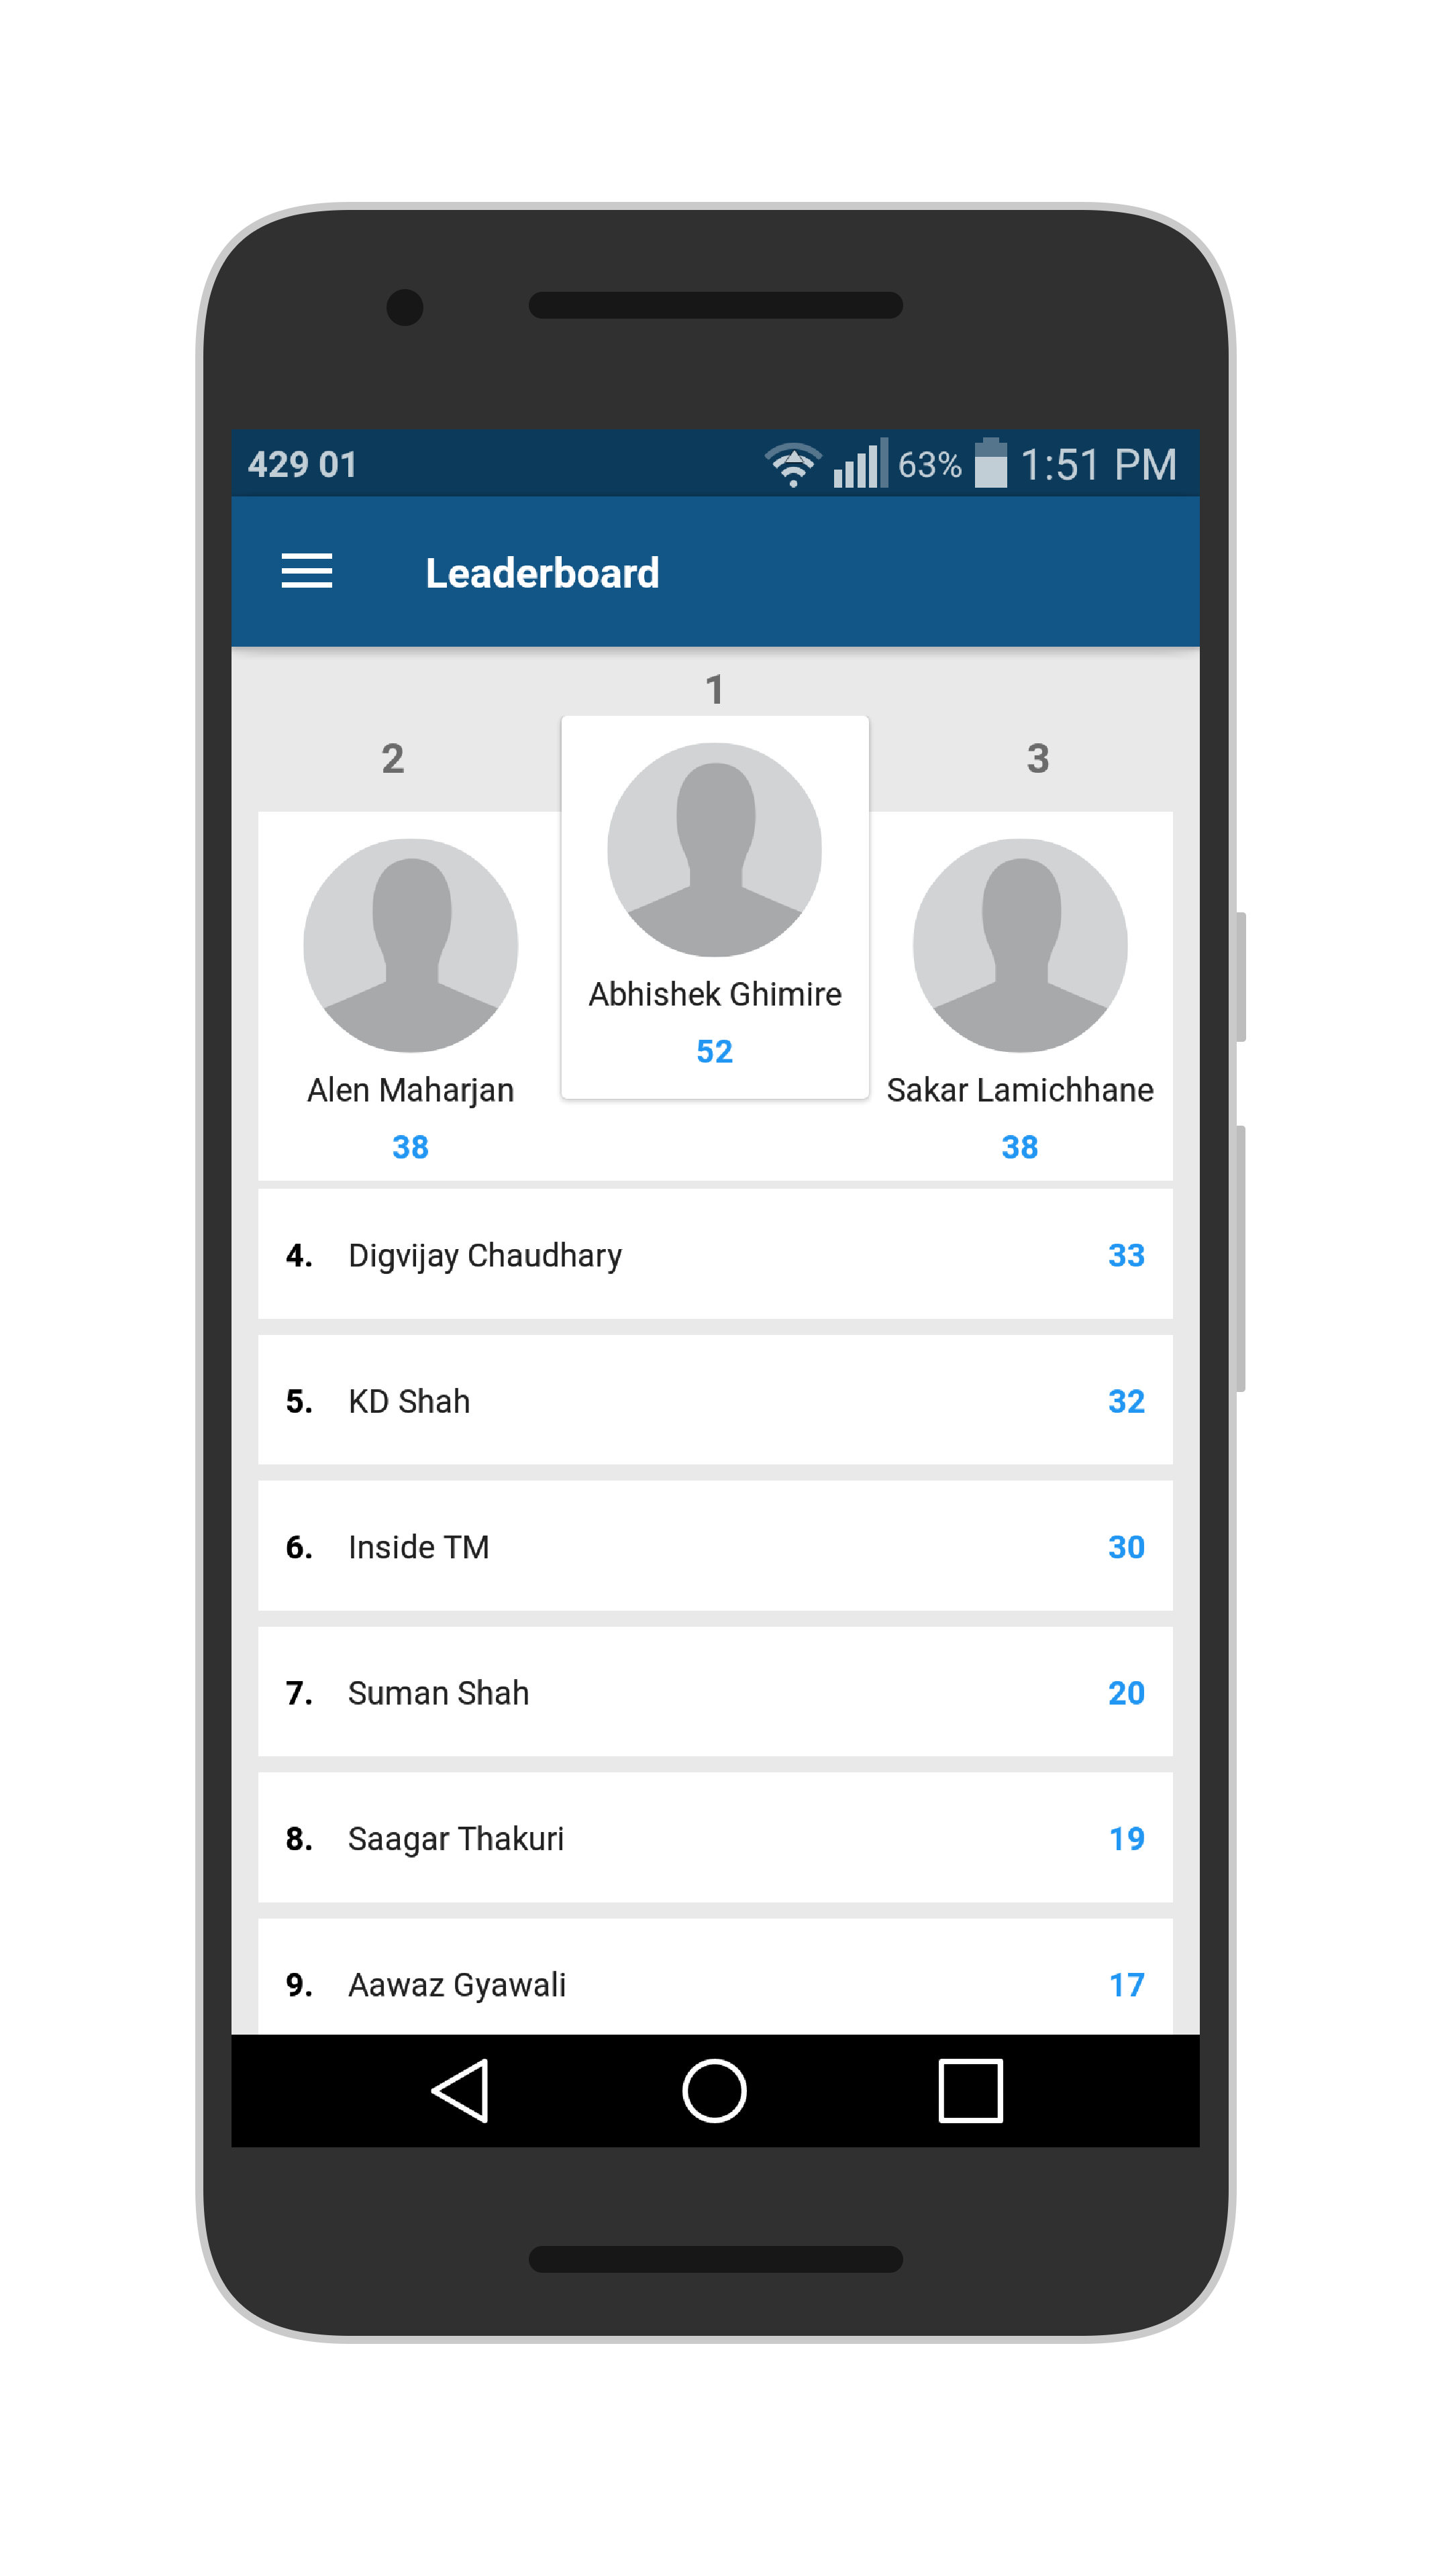 429 01 63% 1:51 PM
Leaderboard
1
2
3
Abhishek Ghimire
52
Alen Maharjan
38
Sakar Lamichhane
38
4. Digvijay Chaudhary 33
5. KD Shah 32
6. Inside TM 30
7. Suman Shah 20
8. Saagar Thakuri 19
9. Aawaz Gyawali 17